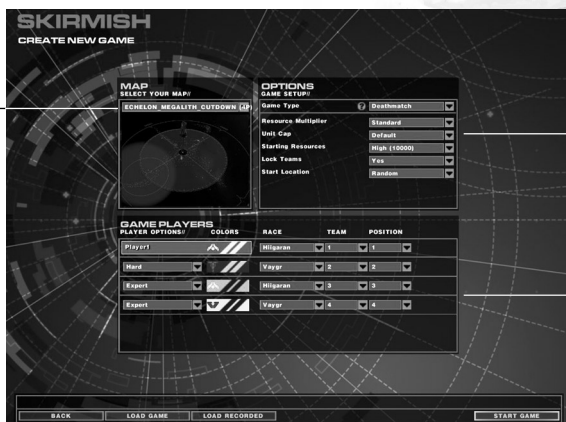 SKIRMISH
CREATE NEW GAME
MAP
SELECT YOUR MAP//
ECHELON_MEGALITH_CUTDOWN (4P)
OPTIONS
GAME SETUP//
Game Type ? Deathmatch
Resource Multiplier Standard
Unit Cap Default
Starting Resources High (10000)
Lock Teams Yes
Start Location Random
GAME PLAYERS
PLAYER OPTIONS// COLORS RACE TEAM POSITION
Player1 Hiigaran 1 1
Hard Vaygr 2 2
Expert Hiigaran 3 3
Expert Vaygr 4 4
BACK LOAD GAME LOAD RECORDED START GAME